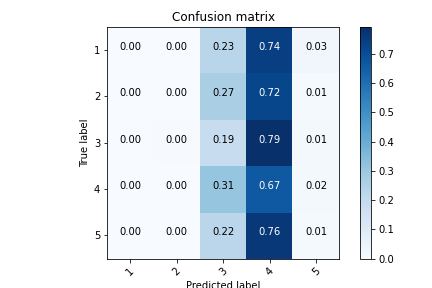 Confusion matrix
1 0.00 0.00 0.23 0.74 0.03
2 0.00 0.00 0.27 0.72 0.01
3 0.00 0.00 0.19 0.79 0.01
4 0.00 0.00 0.31 0.67 0.02
5 0.00 0.00 0.22 0.76 0.01
True label
1 2 3 4 5
Predicted label
0.7
0.6
0.5
0.4
0.3
0.2
0.1
0.0